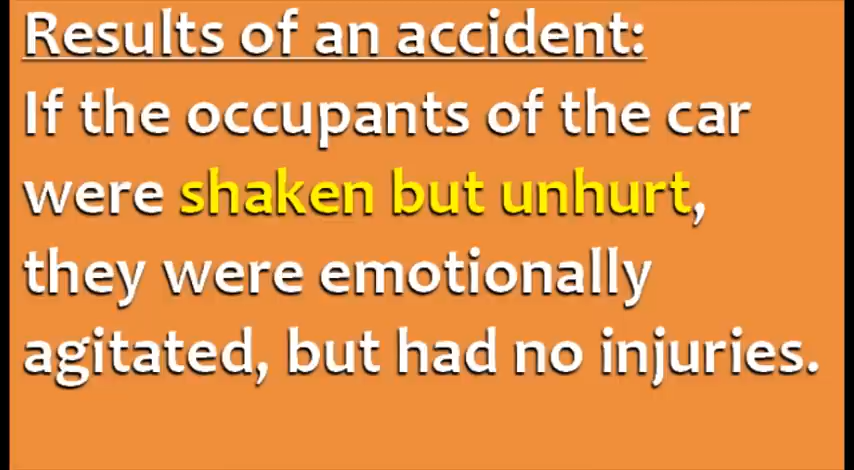 Results of an accident:
If the occupants of the car
were shaken but unhurt,
they were emotionally
agitated, but had no injuries.